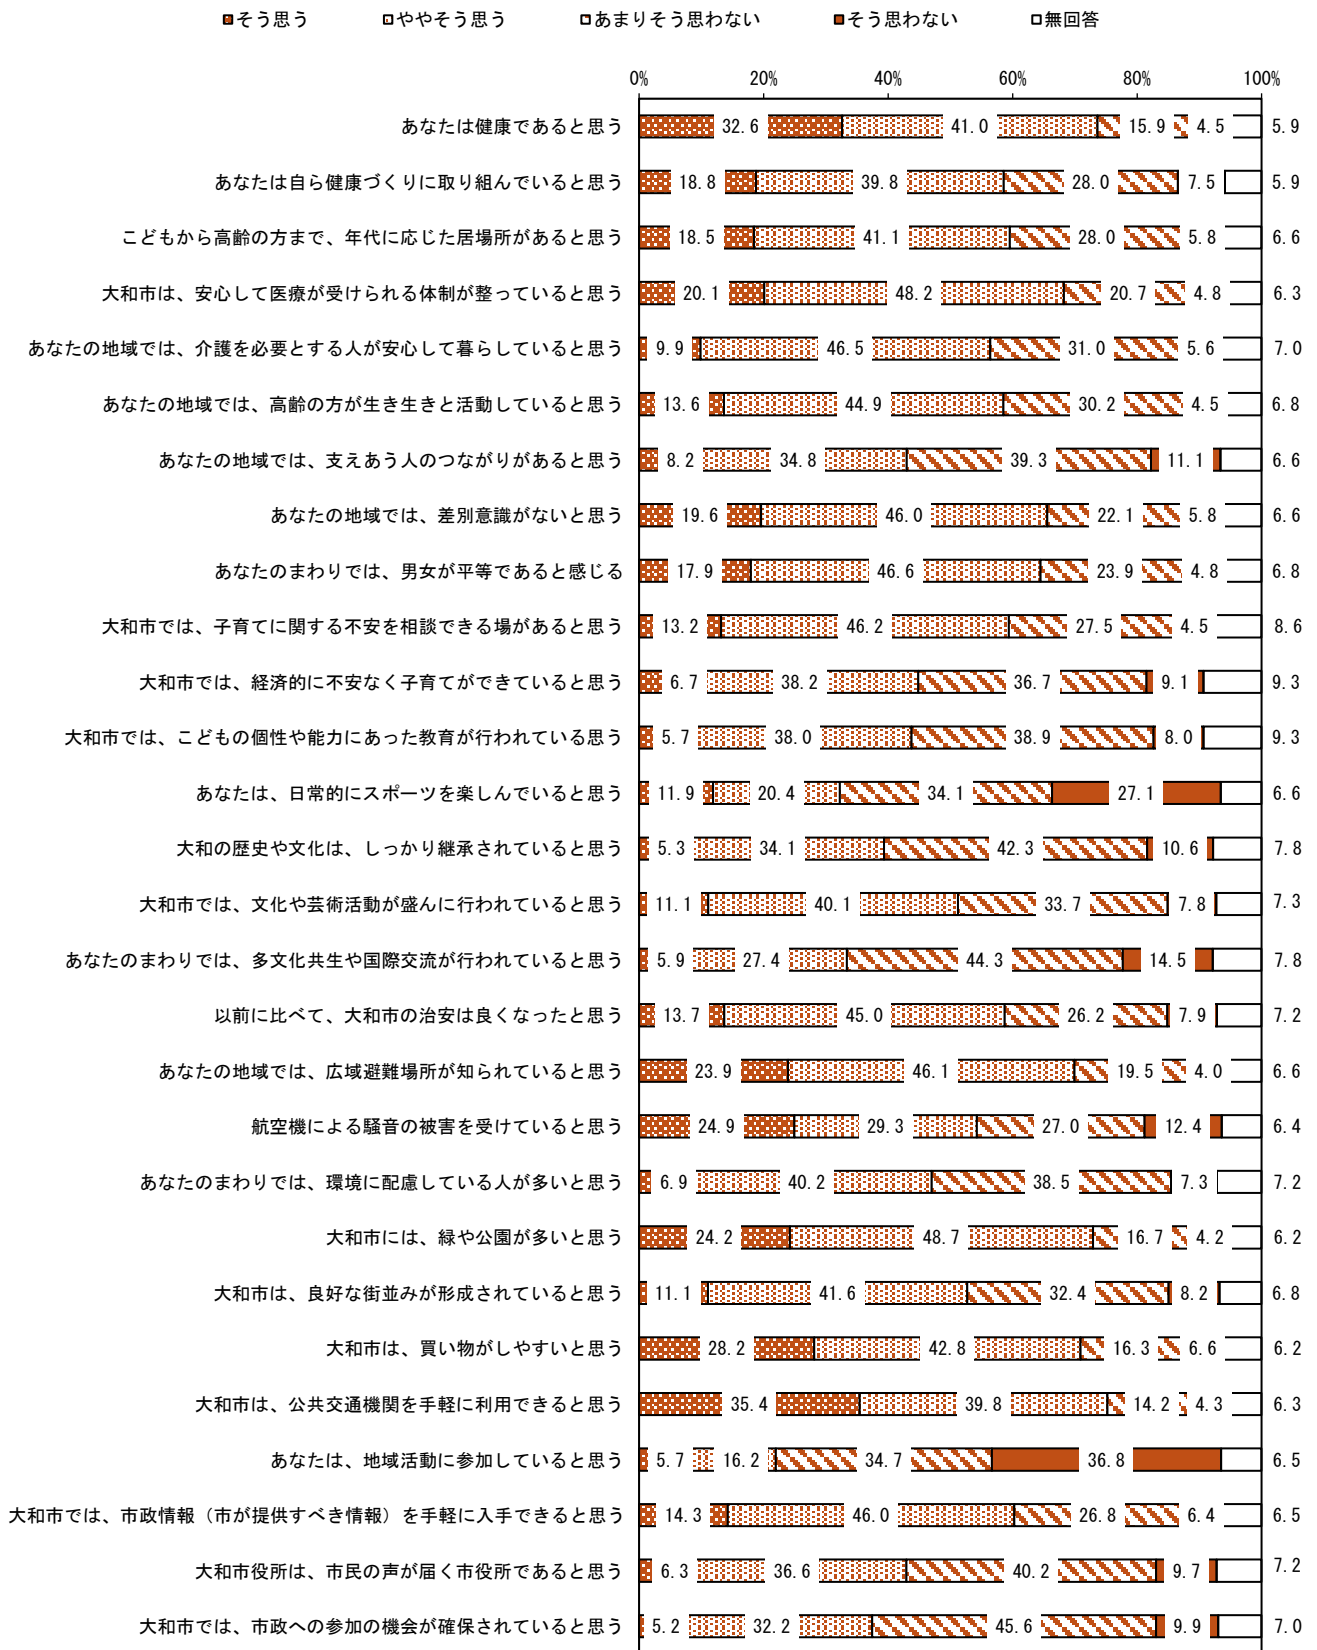 そう思う ややそう思う あまりそう思わない そう思わない 無回答
0% 20% 40% 60% 80% 100%
あなたは健康であると思う 32.6 41.0 15.9 4.5 5.9
あなたは自ら健康づくりに取り組んでいると思う 18.8 39.8 28.0 7.5 5.9
こどもから高齢の方まで、年代に応じた居場所があると思う 18.5 41.1 28.0 5.8 6.6
大和市は、安心して医療が受けられる体制が整っていると思う 20.1 48.2 20.7 4.8 6.3
あなたの地域では、介護を必要とする人が安心して暮らしていると思う 9.9 46.5 31.0 5.6 7.0
あなたの地域では、高齢の方が生き生きと活動していると思う 13.6 44.9 30.2 4.5 6.8
あなたの地域では、支えあう人のつながりがあると思う 8.2 34.8 39.3 11.1 6.6
あなたの地域では、差別意識がないと思う 19.6 46.0 22.1 5.8 6.6
あなたのまわりでは、男女が平等であると感じる 17.9 46.6 23.9 4.8 6.8
大和市では、子育てに関する不安を相談できる場があると思う 13.2 46.2 27.5 4.5 8.6
大和市では、経済的に不安なく子育てができていると思う 6.7 38.2 36.7 9.1 9.3
大和市では、こどもの個性や能力にあった教育が行われている思う 5.7 38.0 38.9 8.0 9.3
あなたは、日常的にスポーツを楽しんでいると思う 11.9 20.4 34.1 27.1 6.6
大和の歴史や文化は、しっかり継承されていると思う 5.3 34.1 42.3 10.6 7.8
大和市では、文化や芸術活動が盛んに行われていると思う 11.1 40.1 33.7 7.8 7.3
あなたのまわりでは、多文化共生や国際交流が行われていると思う 5.9 27.4 44.3 14.5 7.8
以前に比べて、大和市の治安は良くなったと思う 13.7 45.0 26.2 7.9 7.2
あなたの地域では、広域避難場所が知られていると思う 23.9 46.1 19.5 4.0 6.6
航空機による騒音の被害を受けていると思う 24.9 29.3 27.0 12.4 6.4
あなたのまわりでは、環境に配慮している人が多いと思う 6.9 40.2 38.5 7.3 7.2
大和市には、緑や公園が多いと思う 24.2 48.7 16.7 4.2 6.2
大和市は、良好な街並みが形成されていると思う 11.1 41.6 32.4 8.2 6.8
大和市は、買い物がしやすいと思う 28.2 42.8 16.3 6.6 6.2
大和市は、公共交通機関を手軽に利用できると思う 35.4 39.8 14.2 4.3 6.3
あなたは、地域活動に参加していると思う 5.7 16.2 34.7 36.8 6.5
大和市では、市政情報（市が提供すべき情報）を手軽に入手できると思う 14.3 46.0 26.8 6.4 6.5
大和市役所は、市民の声が届く市役所であると思う 6.3 36.6 40.2 9.7 7.2
大和市では、市政への参加の機会が確保されていると思う 5.2 32.2 45.6 9.9 7.0